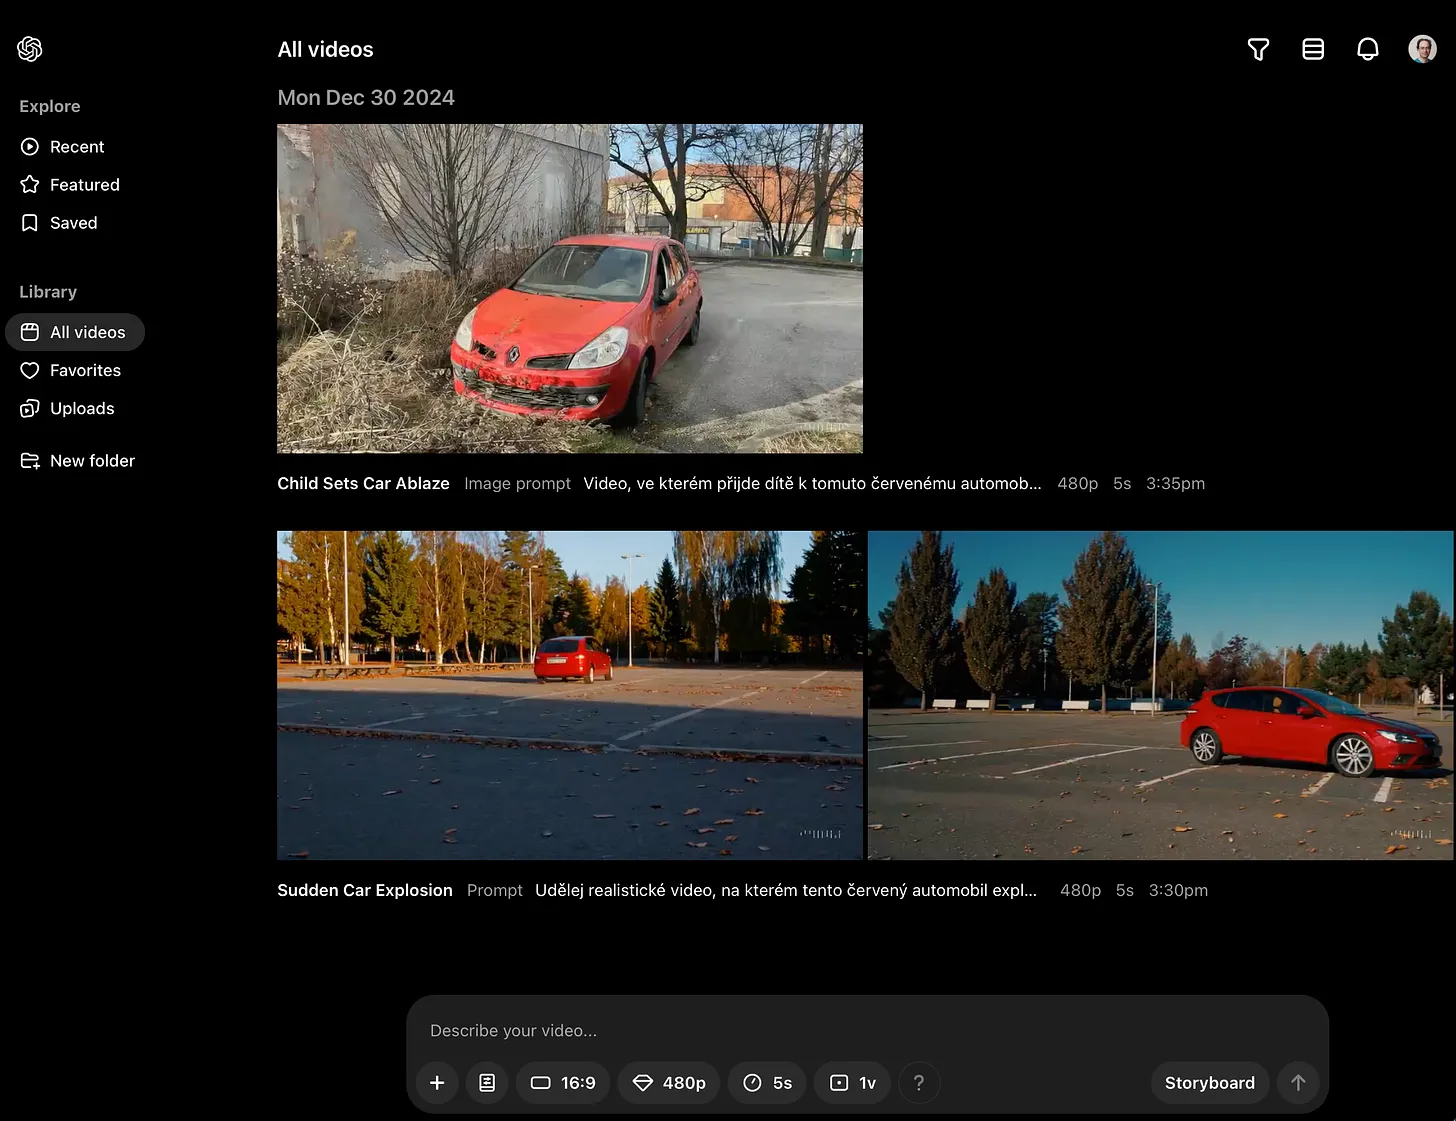 All videos
Explore
Mon Dec 30 2024
Recent
Featured
Saved
Library
All videos
Favorites
Uploads
New folder
Child Sets Car Ablaze Image prompt Video, ve kterém přijde dítě k tomuto červenému automob... 480p 5s 3:35pm
Sudden Car Explosion Prompt Udělej realistické video, na kterém tento červený automobil expl... 480p 5s 3:30pm
Describe your video...
16:9 480p 5s 1v ? Storyboard